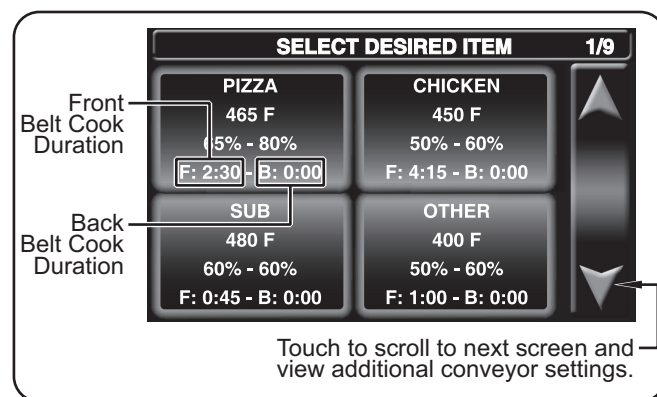 SELECT DESIRED ITEM 1/9
PIZZA
465 F
65% - 80%
F: 2:30 - B: 0:00
CHICKEN
450 F
50% - 60%
F: 4:15 - B: 0:00
SUB
480 F
60% - 60%
F: 0:45 - B: 0:00
OTHER
400 F
50% - 60%
F: 1:00 - B: 0:00
Front
Belt Cook
Duration
Back
Belt Cook
Duration
Touch to scroll to next screen and
view additional conveyor settings.